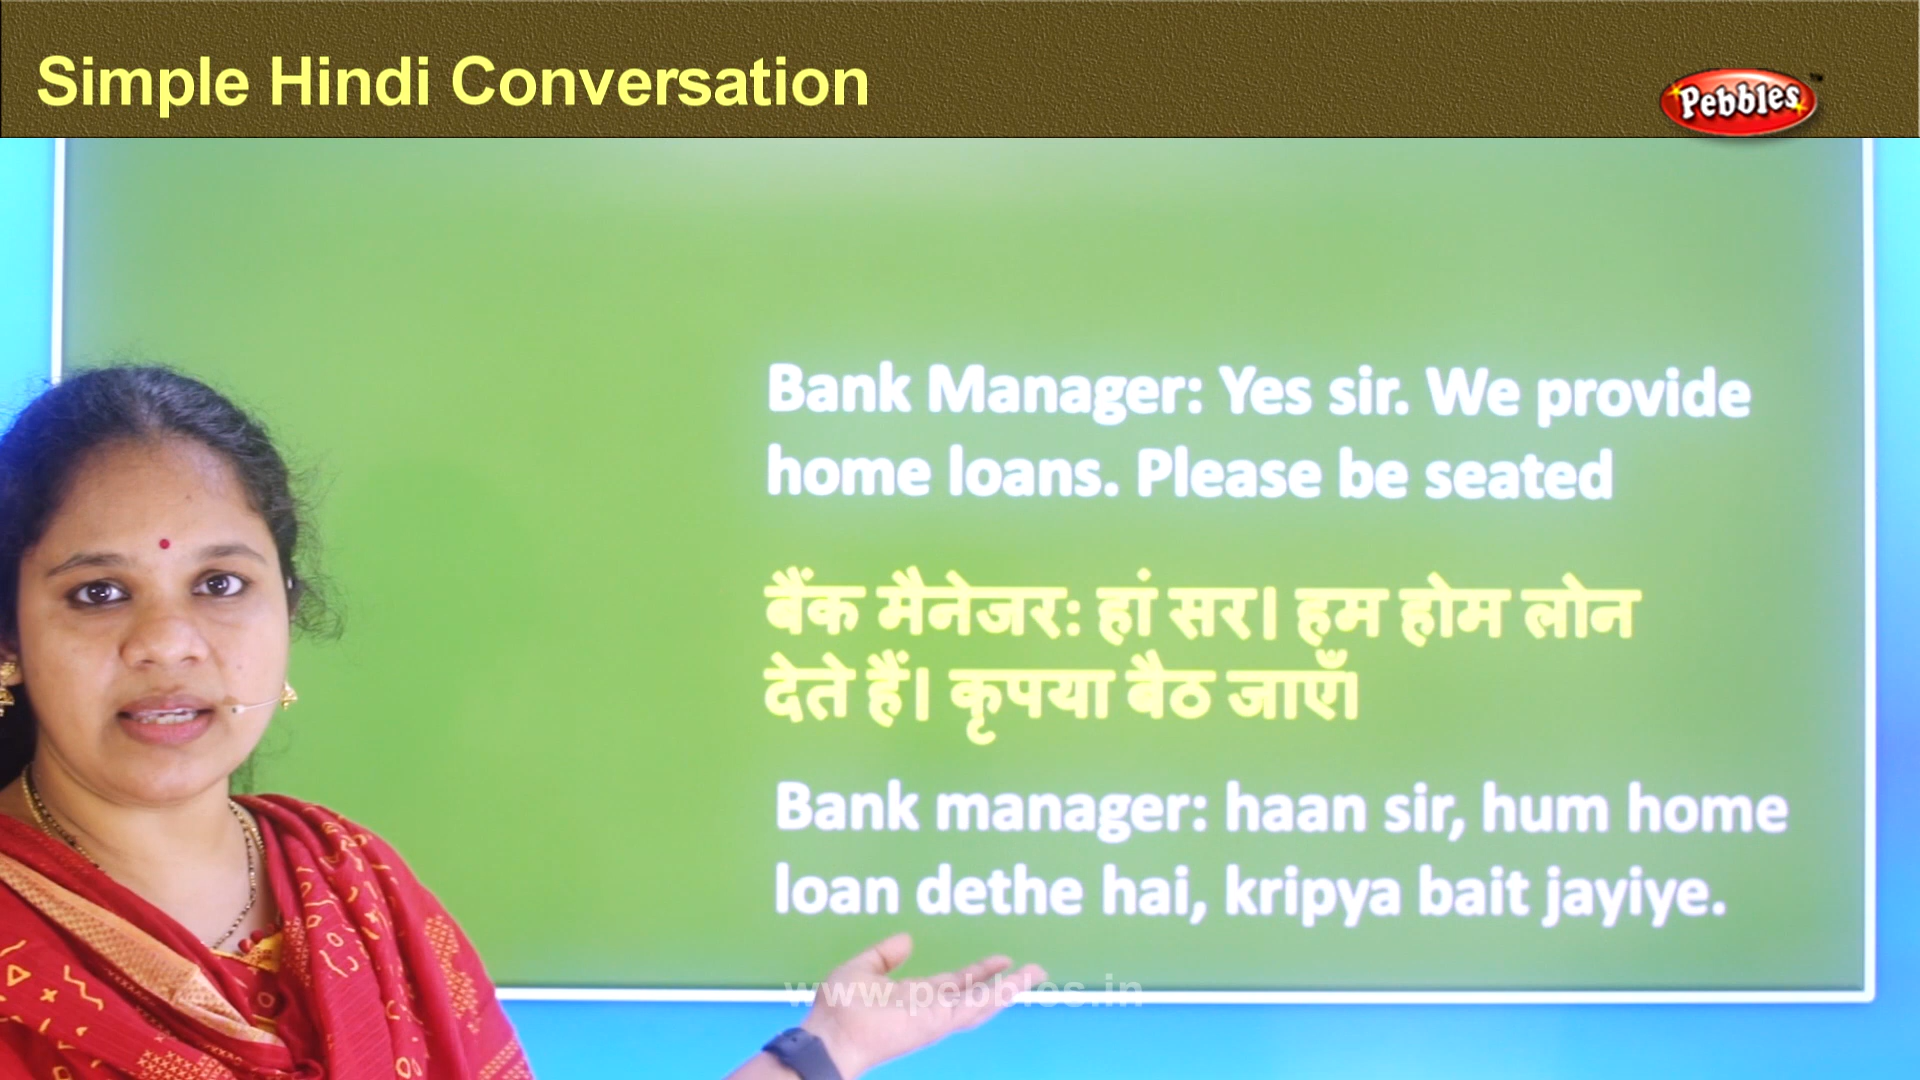 Simple Hindi Conversation
Pebbles
Bank Manager: Yes sir. We provide
home loans. Please be seated
बैंक मैनेजर: हां सर। हम होम लोन
देते हैं। कृपया बैठ जाएँ।
Bank manager: haan sir, hum home
loan dethe hai, kripya bait jayiye.
www.pebbles.in